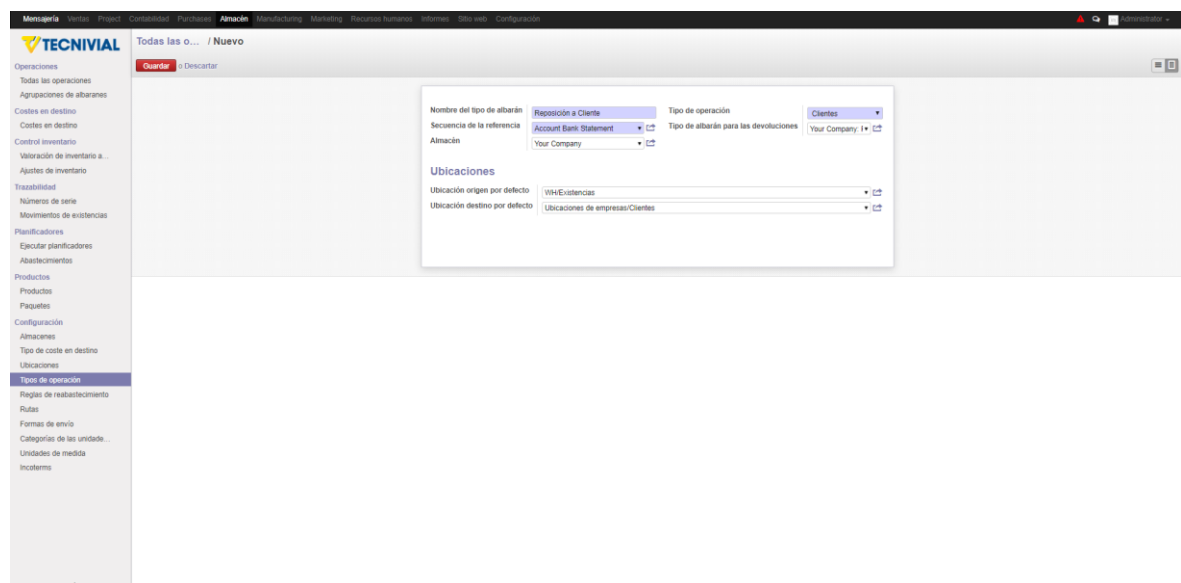 Mensajería Ventas Project Contabilidad Purchases Almacén Manufacturing Marketing Recursos humanos Informes Sitio web Configuración Administrator
TECNIVIAL
Todas las o... / Nuevo
Guardar o Descartar
Operaciones
Todas las operaciones
Agrupaciones de albaranes
Costes en destino
Costes en destino
Control inventario
Valoración de inventario a...
Ajustes de inventario
Trazabilidad
Números de serie
Movimientos de existencias
Planificadores
Ejecutar planificadores
Abastecimientos
Productos
Productos
Paquetes
Configuración
Almacenes
Tipo de coste en destino
Ubicaciones
Tipos de operación
Reglas de reabastecimiento
Rutas
Formas de envío
Categorías de las unidade...
Unidades de medida
Incoterms
Nombre del tipo de albarán Reposición a Cliente Tipo de operación Clientes
Secuencia de la referencia Account Bank Statement Tipo de albarán para las devoluciones Your Company:
Almacén Your Company
Ubicaciones
Ubicación origen por defecto WH/Existencias
Ubicación destino por defecto Ubicaciones de empresas/Clientes